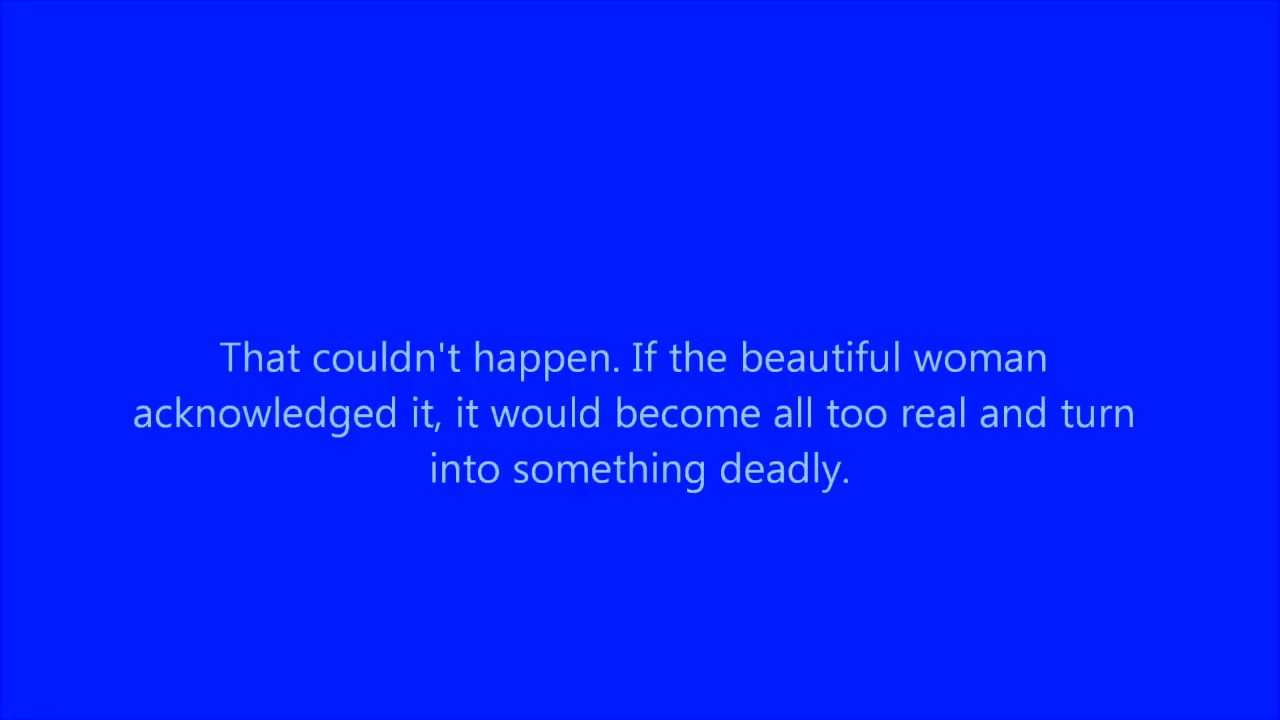 That couldn't happen. If the beautiful woman
acknowledged it, it would become all too real and turn
into something deadly.